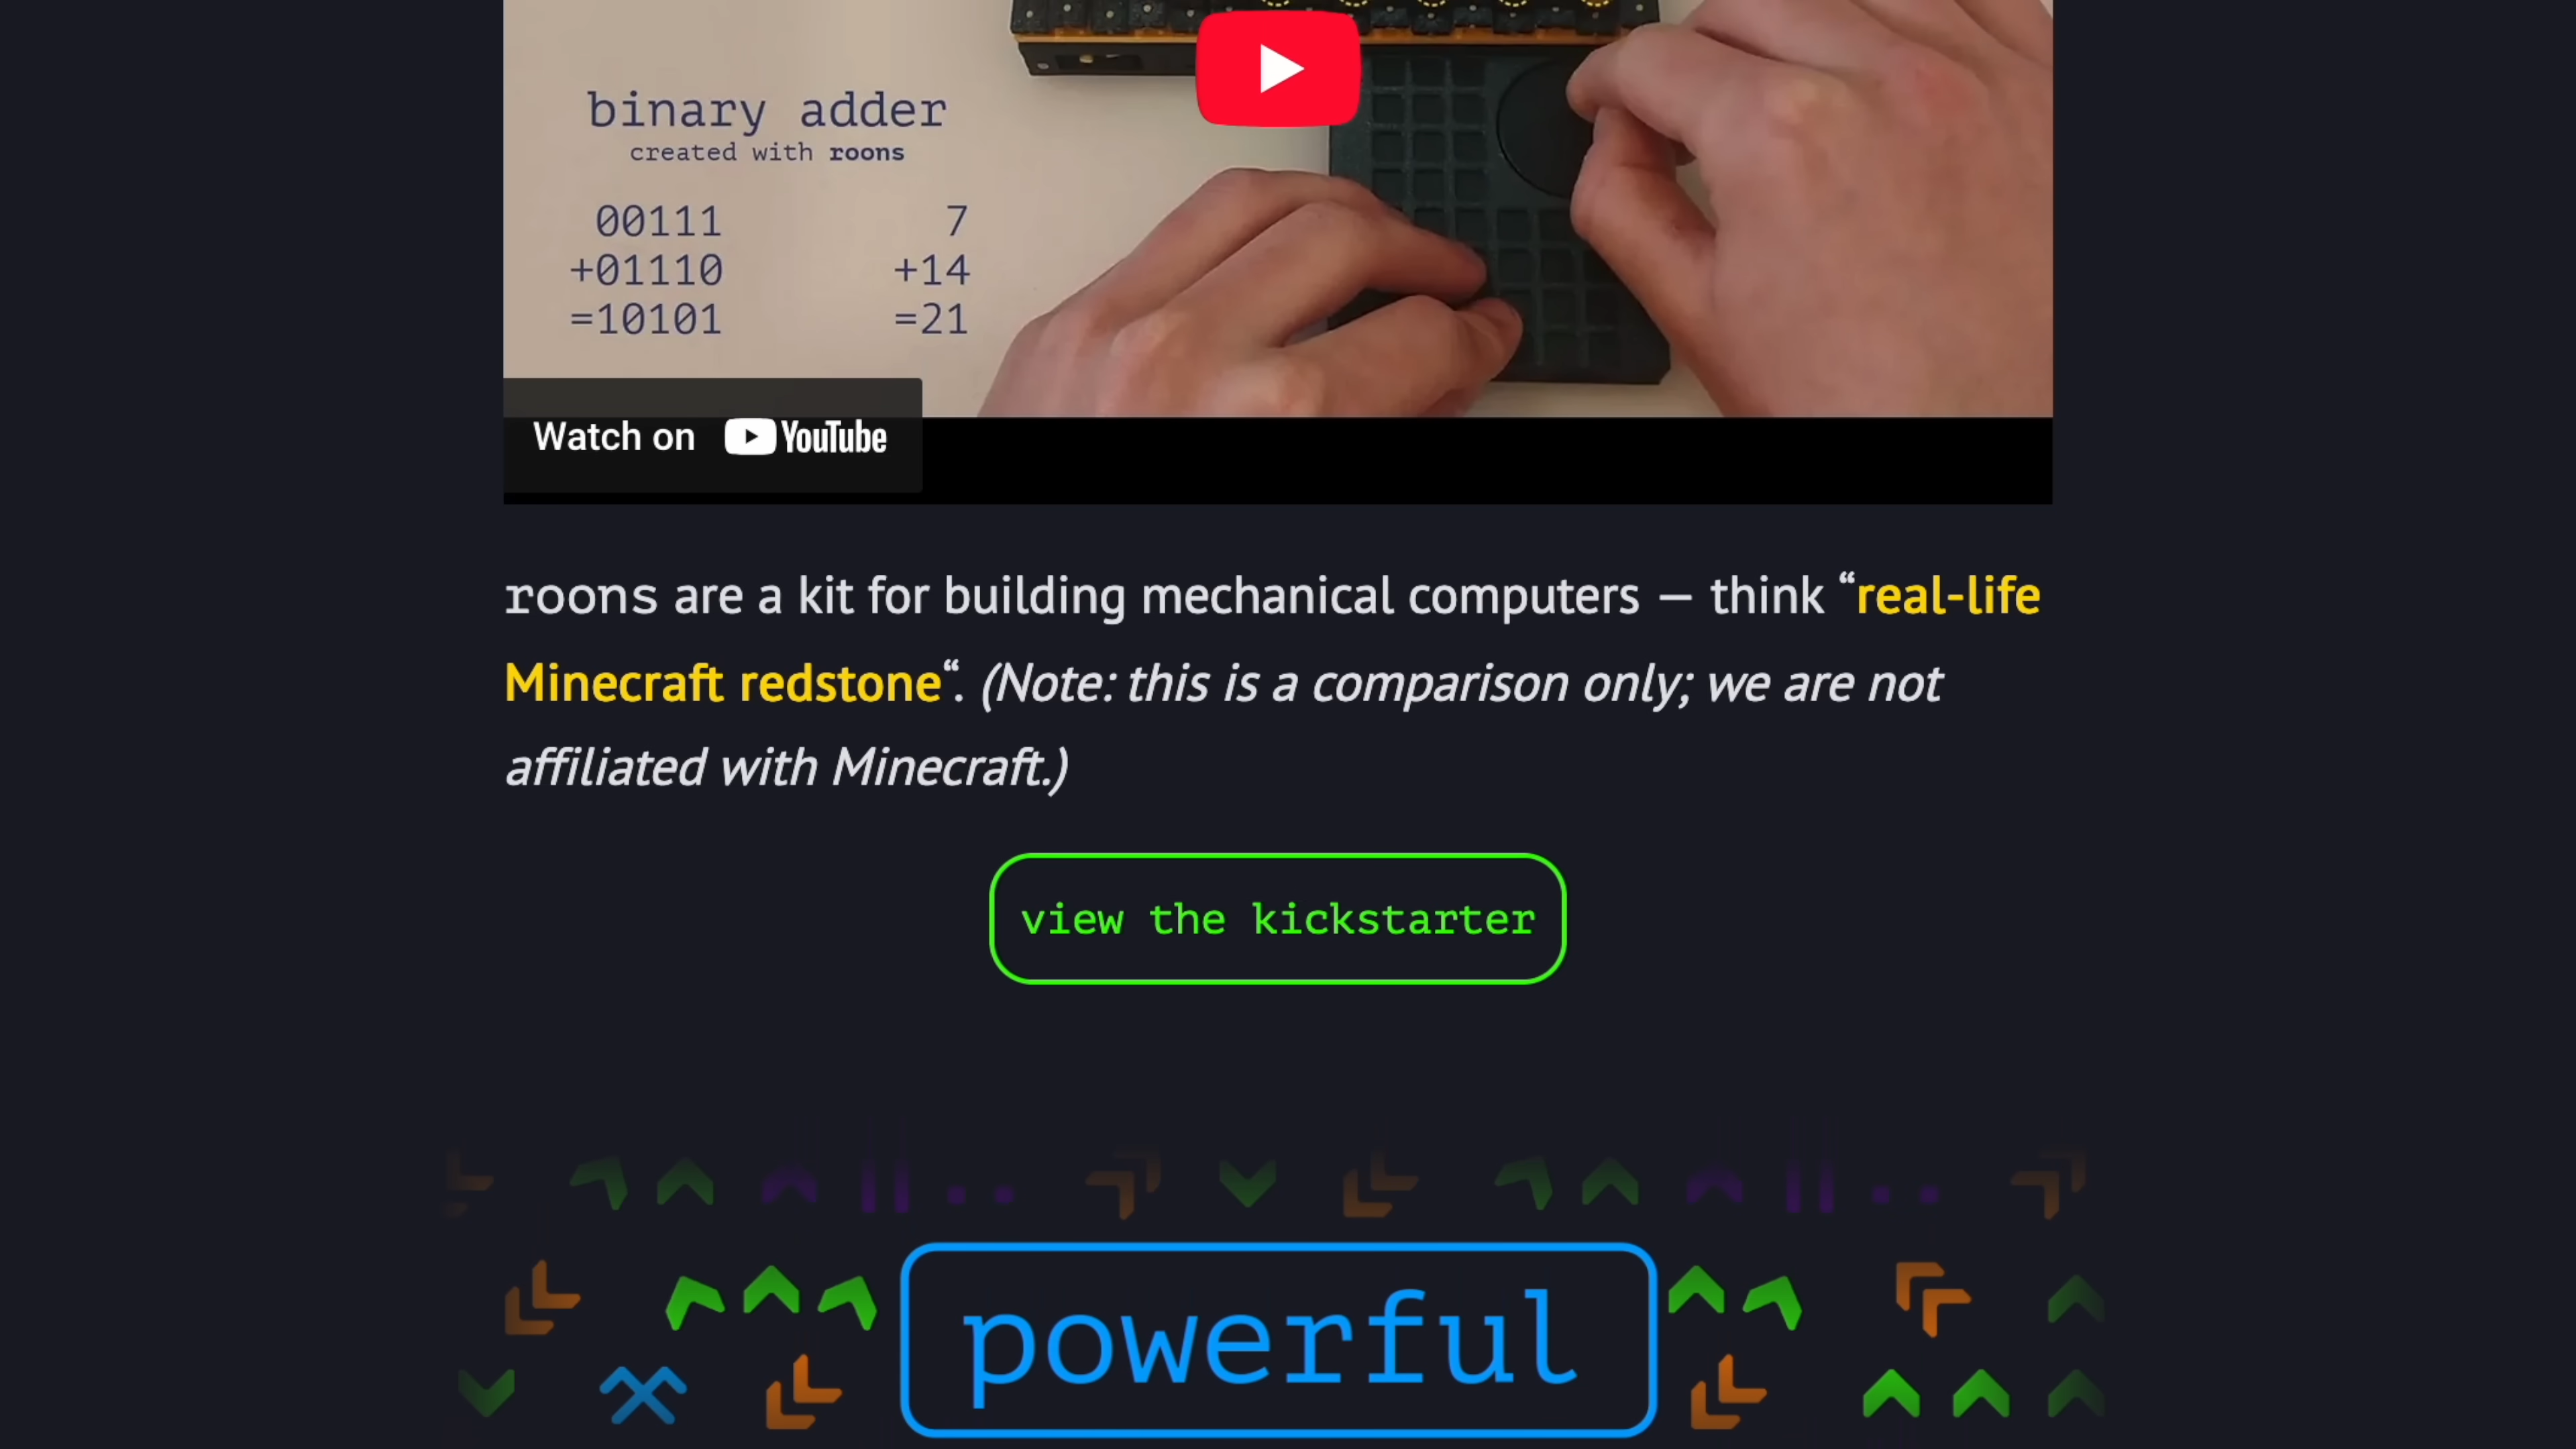 binary adder
created with roons
00111 7
+01110 +14
=10101 =21
Watch on YouTube
roons are a kit for building mechanical computers — think “real-life
Minecraft redstone“. (Note: this is a comparison only; we are not
affiliated with Minecraft.)
view the kickstarter
powerful